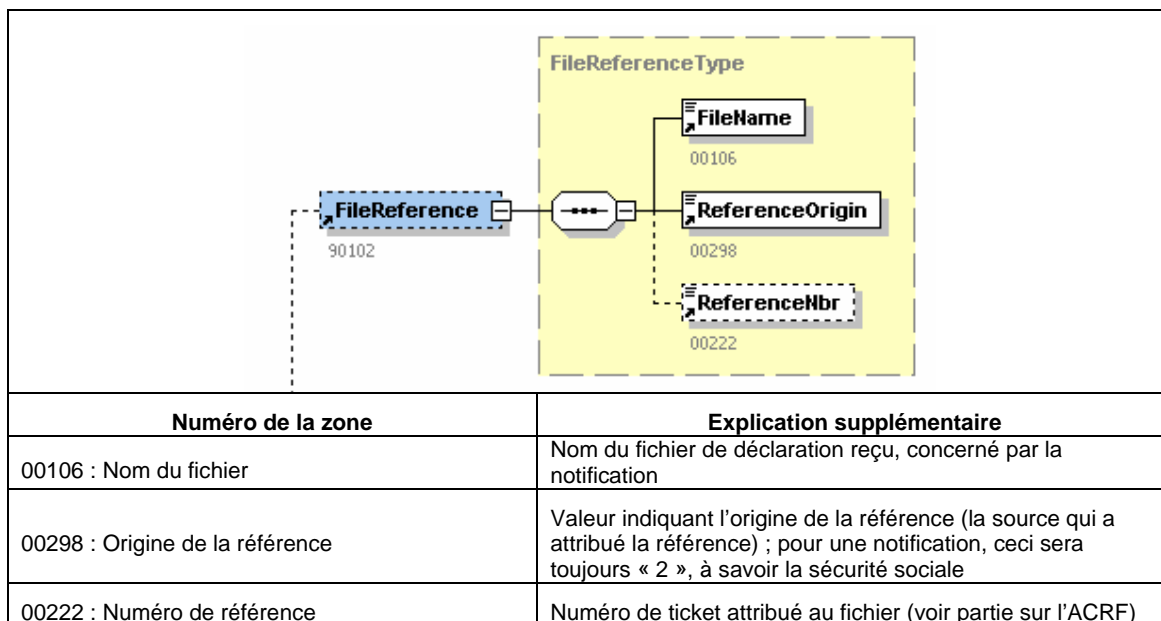 FileReferenceType
FileName
00106
FileReference
90102
ReferenceOrigin
00298
ReferenceNbr
00222
Numéro de la zone
Explication supplémentaire
00106 : Nom du fichier
Nom du fichier de déclaration reçu, concerné par la
notification
00298 : Origine de la référence
Valeur indiquant l’origine de la référence (la source qui a
attribué la référence) ; pour une notification, ceci sera
toujours « 2 », à savoir la sécurité sociale
00222 : Numéro de référence
Numéro de ticket attribué au fichier (voir partie sur l’ACRF)